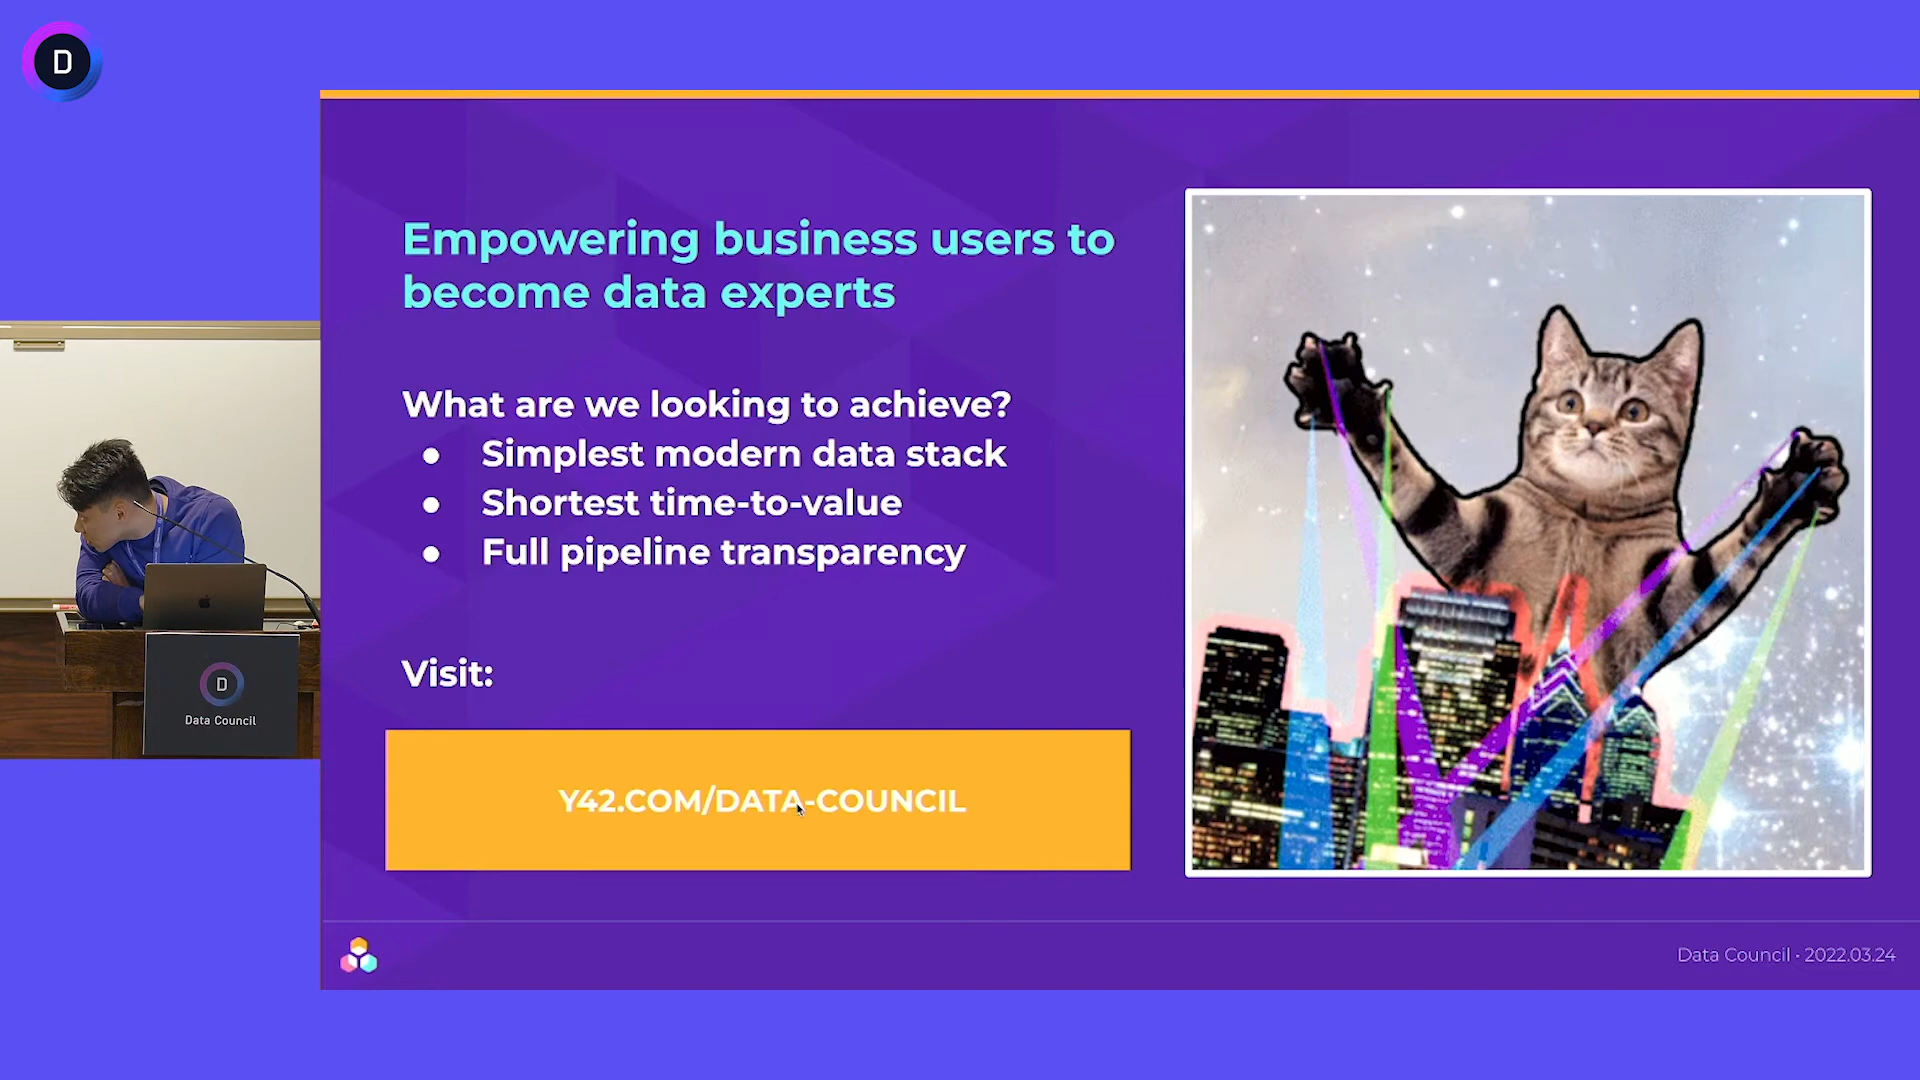 D
Empowering business users to
become data experts
What are we looking to achieve?
● Simplest modern data stack
● Shortest time-to-value
● Full pipeline transparency
Visit:
Y42.COM/DATA-COUNCIL
D
Data Council
Data Council • 2022.03.24